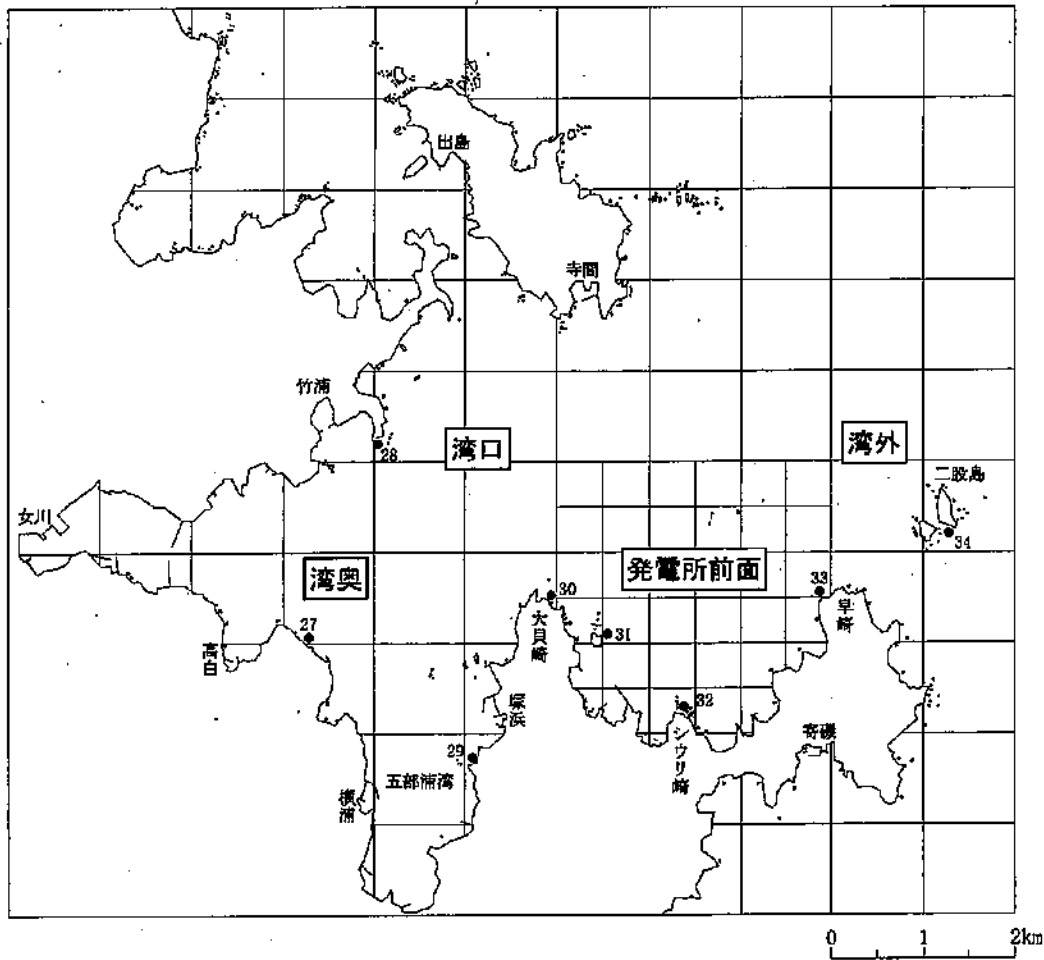 出島
寺間
竹浦
28
湾口
湾外
二股島
34
女川
湾奥
発電所前面
30
33
早崎
大貝崎
27
31
高白
32
塚浜
シウリ崎
寄磯
29
五部浦湾
横浦
0 1 2km